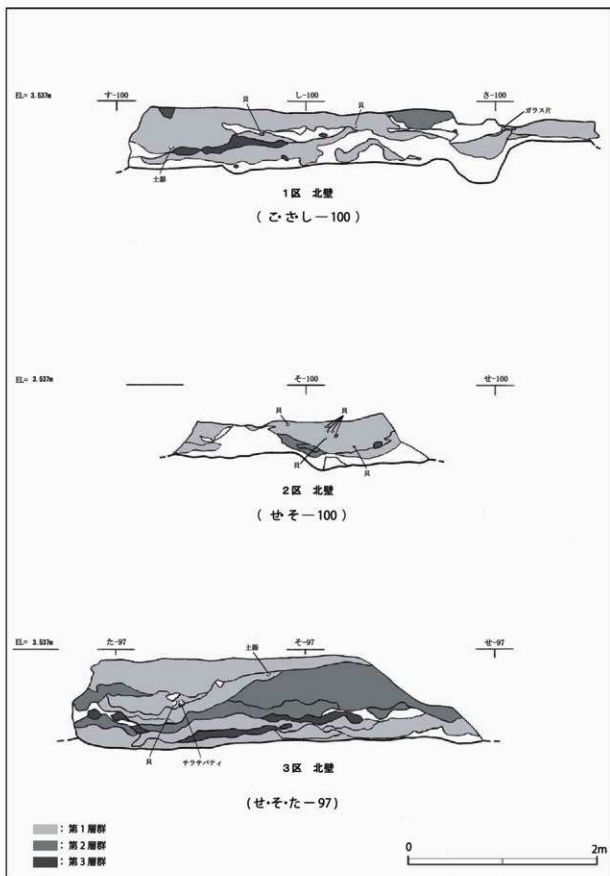 EL= 3.537m
す-100 し-100 さ-100
貝 貝 ガラス片
土器
1区 北壁
( こ・さ・し－100 )
EL= 3.537m
そ-100 せ-100
貝 貝
貝 貝
2区 北壁
( せ・そ－100 )
EL= 3.537m
た-97 そ-97 せ-97
土器
貝 サラサバティ
3区 北壁
(せ・そ・た－97)
：第1層群
：第2層群
：第3層群
0 2m